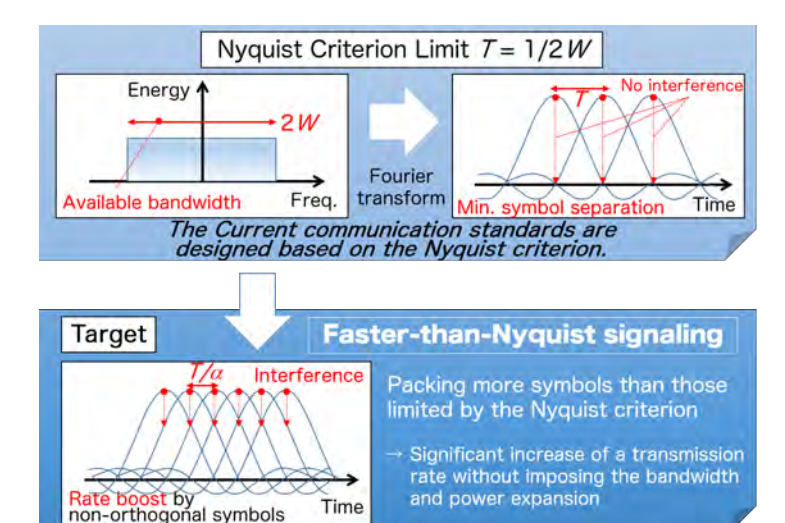 Nyquist Criterion Limit T = 1/2W
Energy
2W
Available bandwidth
Freq.
Fourier
transform
T
No interference
Min. symbol separation
Time
The Current communication standards are
designed based on the Nyquist criterion.
Target
Faster-than-Nyquist signaling
T/α
Interference
Rate boost by
non-orthogonal symbols
Time
Packing more symbols than those
limited by the Nyquist criterion
→ Significant increase of a transmission
rate without imposing the bandwidth
and power expansion